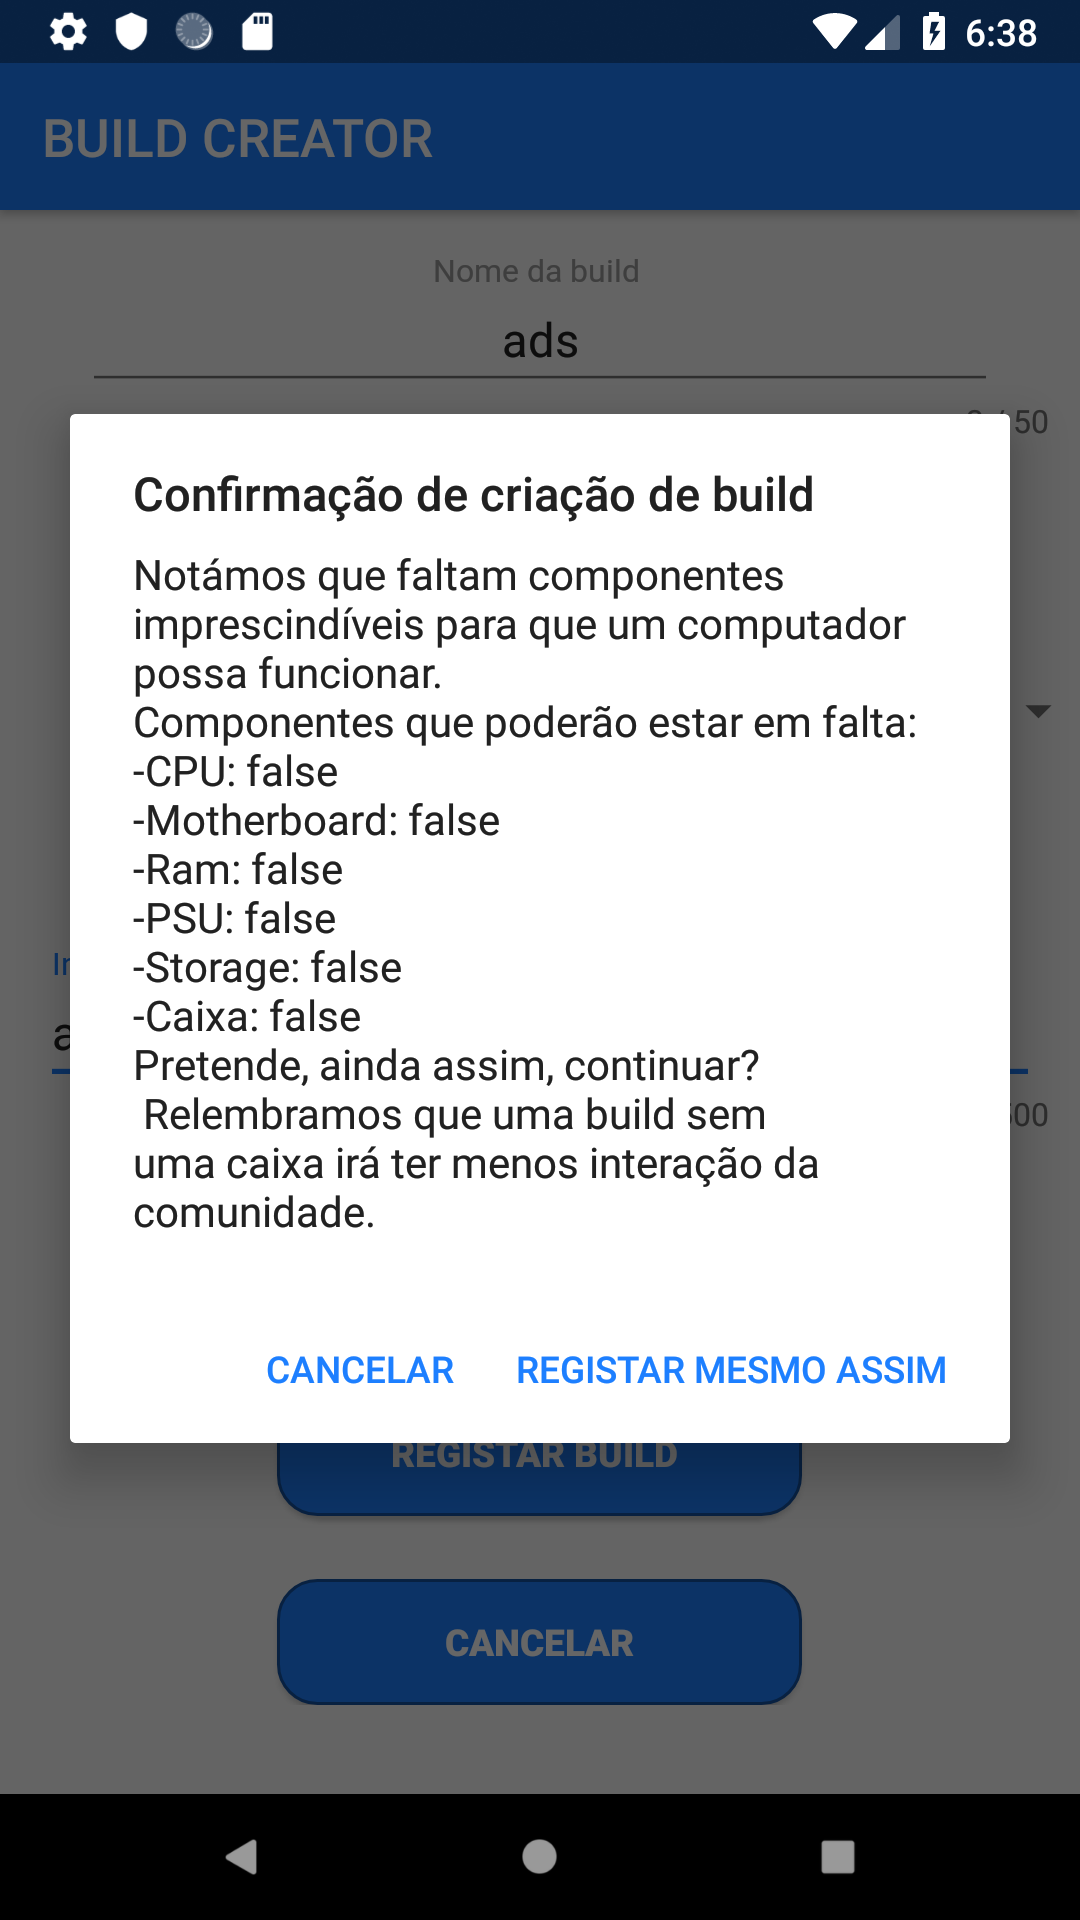 6:38
BUILD CREATOR
Nome da build
ads
50
Confirmação de criação de build
Notámos que faltam componentes
imprescindíveis para que um computador
possa funcionar.
Componentes que poderão estar em falta:
-CPU: false
-Motherboard: false
-Ram: false
-PSU: false
-Storage: false
-Caixa: false
Pretende, ainda assim, continuar?
Relembramos que uma build sem
uma caixa irá ter menos interação da
comunidade.
CANCELAR
REGISTAR MESMO ASSIM
REGISTAR BUILD
CANCELAR